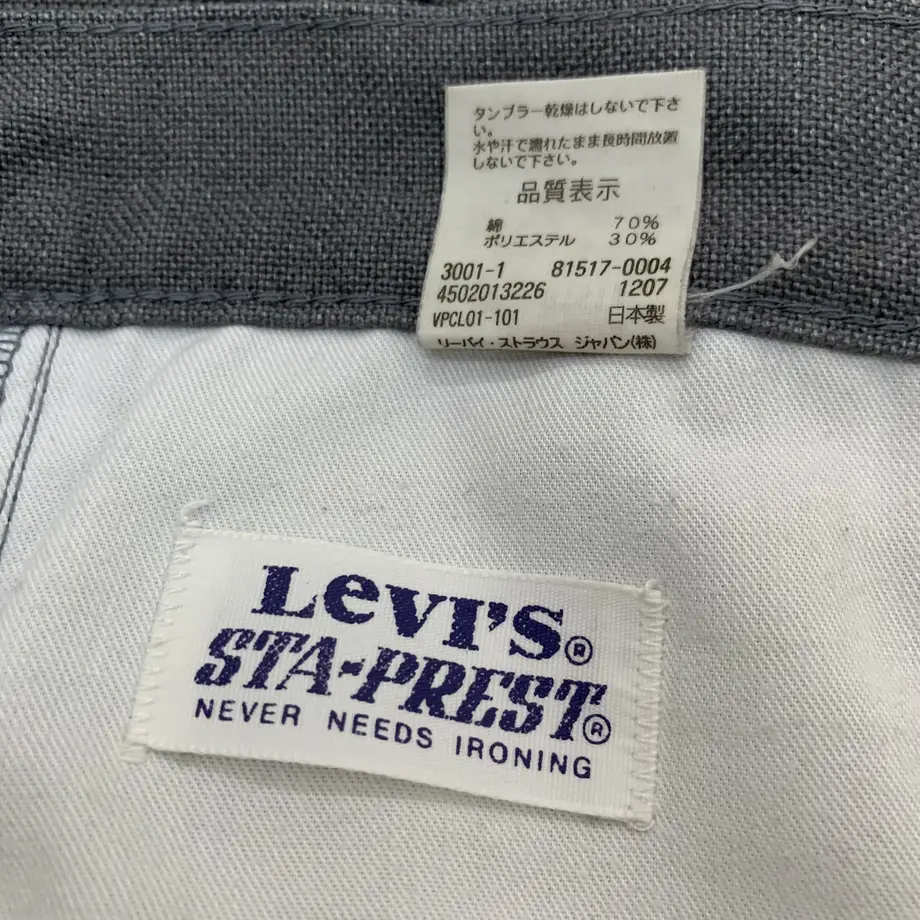 タンブラー乾燥はしないで下さ
い。
水や汗で濡れたまま長時間放置
しないで下さい。
品質表示
綿 70%
ポリエステル 30%
3001-1 81517-0004
4502013226 1207
VPCL01-101 日本製
リーバイ・ストラウス ジャパン(株)
LeVI'S®
STA-PREST®
NEVER NEEDS IRONING